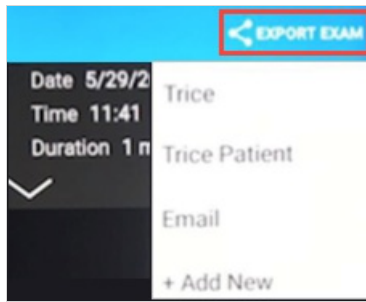 EXPORT EXAM
Date 5/29/2
Time 11:41
Duration 1 m
Trice
Trice Patient
Email
+ Add New